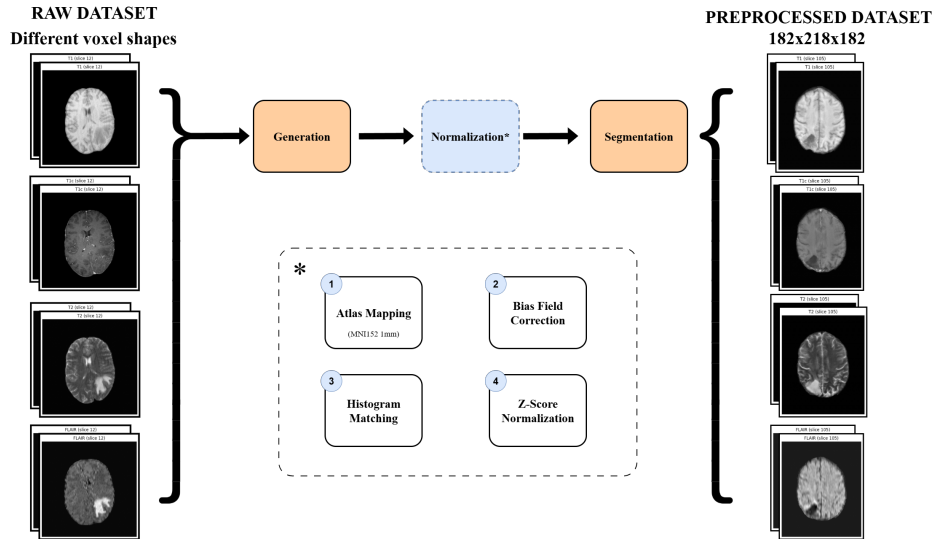 RAW DATASET
Different voxel shapes
T1 (slice 12)
T1 (slice 12)
T1c (slice 12)
T1c (slice 12)
T2 (slice 12)
T2 (slice 12)
FLAIR (slice 12)
FLAIR (slice 12)
Generation
Normalization*
Segmentation
*
1
Atlas Mapping
(MNI152 1mm)
2
Bias Field
Correction
3
Histogram
Matching
4
Z-Score
Normalization
PREPROCESSED DATASET
182x218x182
T1 (slice 105)
T1 (slice 105)
T1c (slice 105)
T1c (slice 105)
T2 (slice 105)
T2 (slice 105)
FLAIR (slice 105)
FLAIR (slice 105)